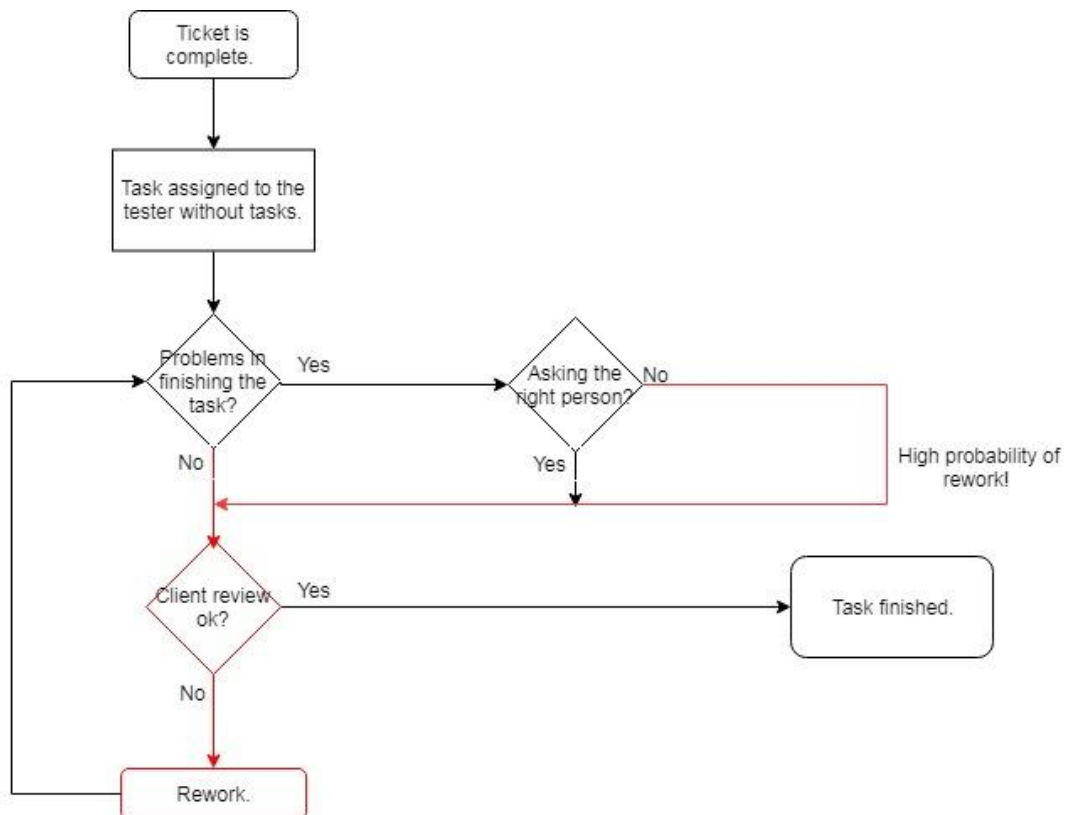 Ticket is
complete.
Task assigned to the
tester without tasks.
Problems in
finishing the
task?
Yes
Asking the
right person?
No
No
Yes
High probability of
rework!
Client review
ok?
Yes
Task finished.
No
Rework.